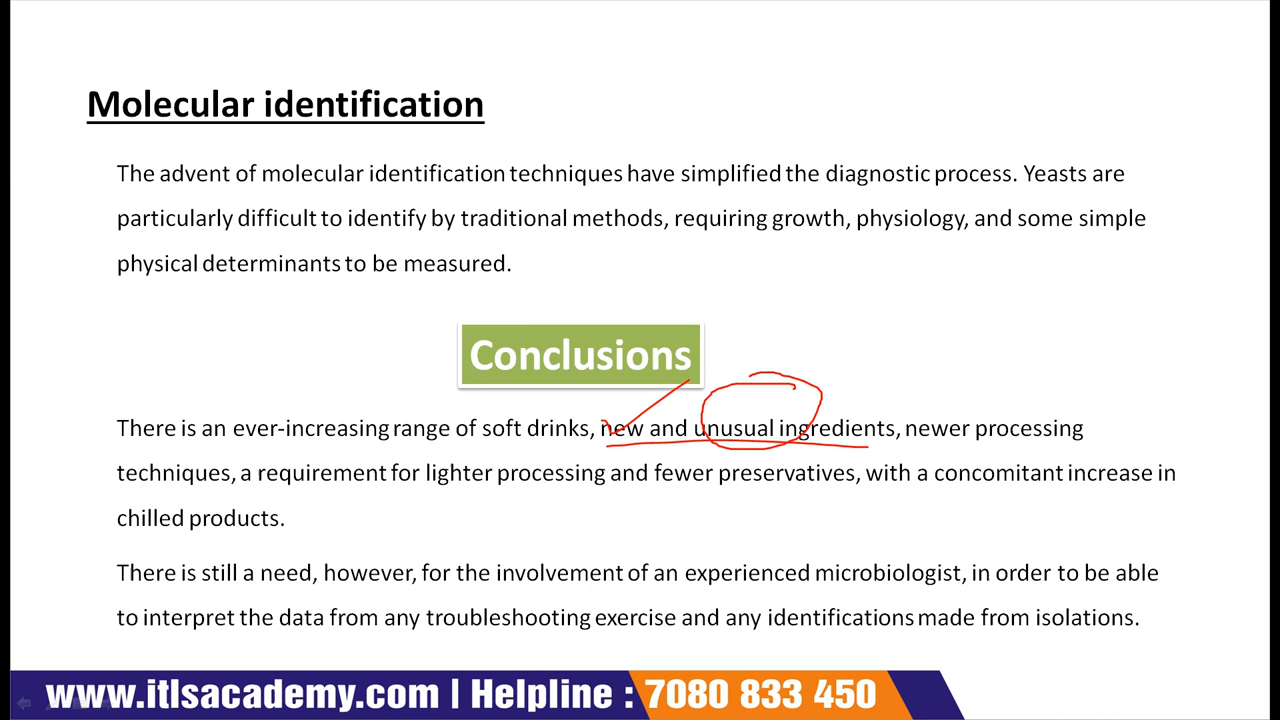 Molecular identification
The advent of molecular identification techniques have simplified the diagnostic process. Yeasts are
particularly difficult to identify by traditional methods, requiring growth, physiology, and some simple
physical determinants to be measured.
Conclusions
There is an ever-increasing range of soft drinks, new and unusual ingredients, newer processing
techniques, a requirement for lighter processing and fewer preservatives, with a concomitant increase in
chilled products.
There is still a need, however, for the involvement of an experienced microbiologist, in order to be able
to interpret the data from any troubleshooting exercise and any identifications made from isolations.
www.itlsacademy.com | Helpline : 7080 833 450